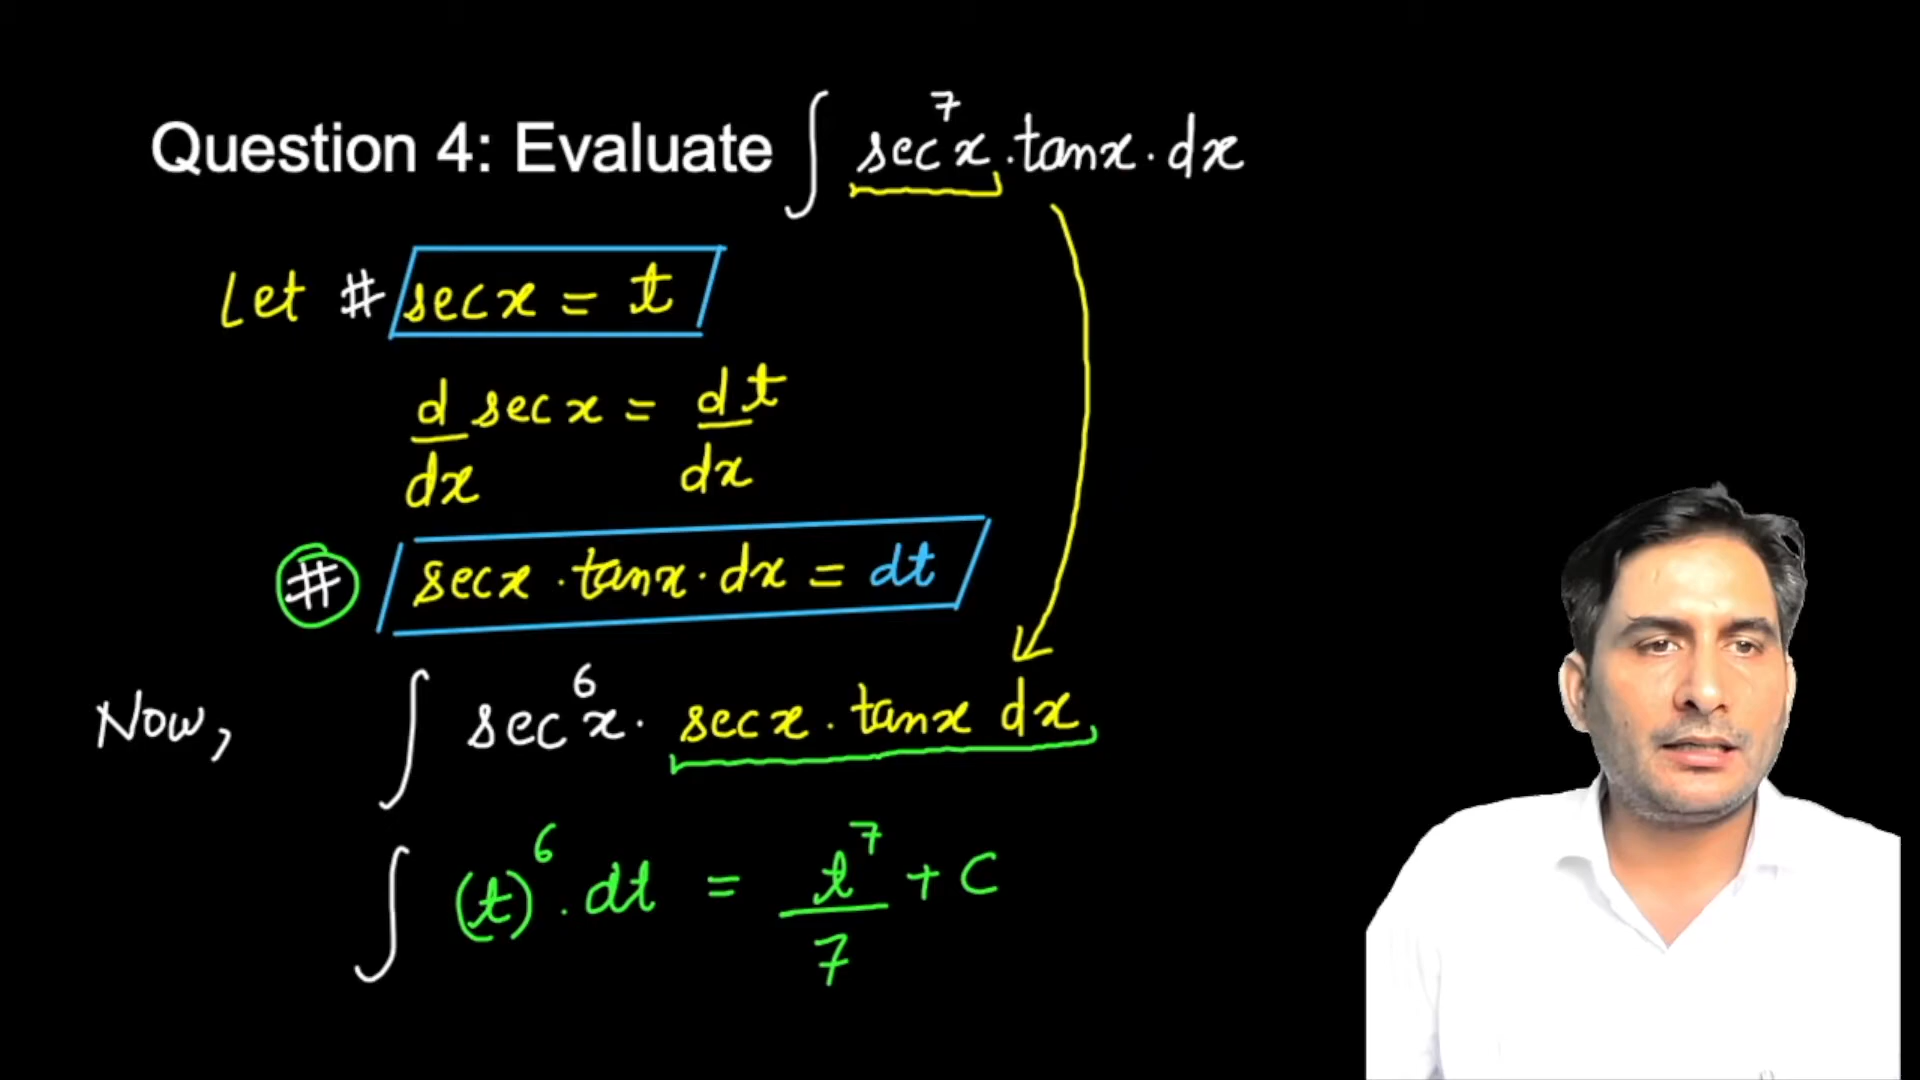 Question 4: Evaluate ∫ sec⁷x · tanx · dx
Let # secx = t
d/dx secx = d/dx t
# secx · tanx · dx = dt
Now, ∫ sec⁶x · secx · tanx dx
∫ (t)⁶ · dt = t⁷/7 + c